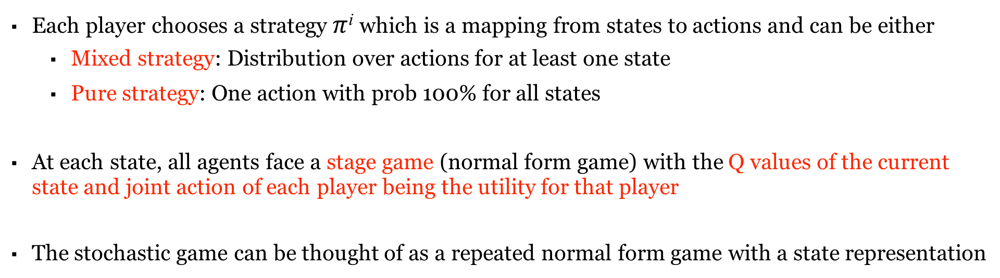 ▪ Each player chooses a strategy πⁱ which is a mapping from states to actions and can be either
▪ Mixed strategy: Distribution over actions for at least one state
▪ Pure strategy: One action with prob 100% for all states
▪ At each state, all agents face a stage game (normal form game) with the Q values of the current
state and joint action of each player being the utility for that player
▪ The stochastic game can be thought of as a repeated normal form game with a state representation